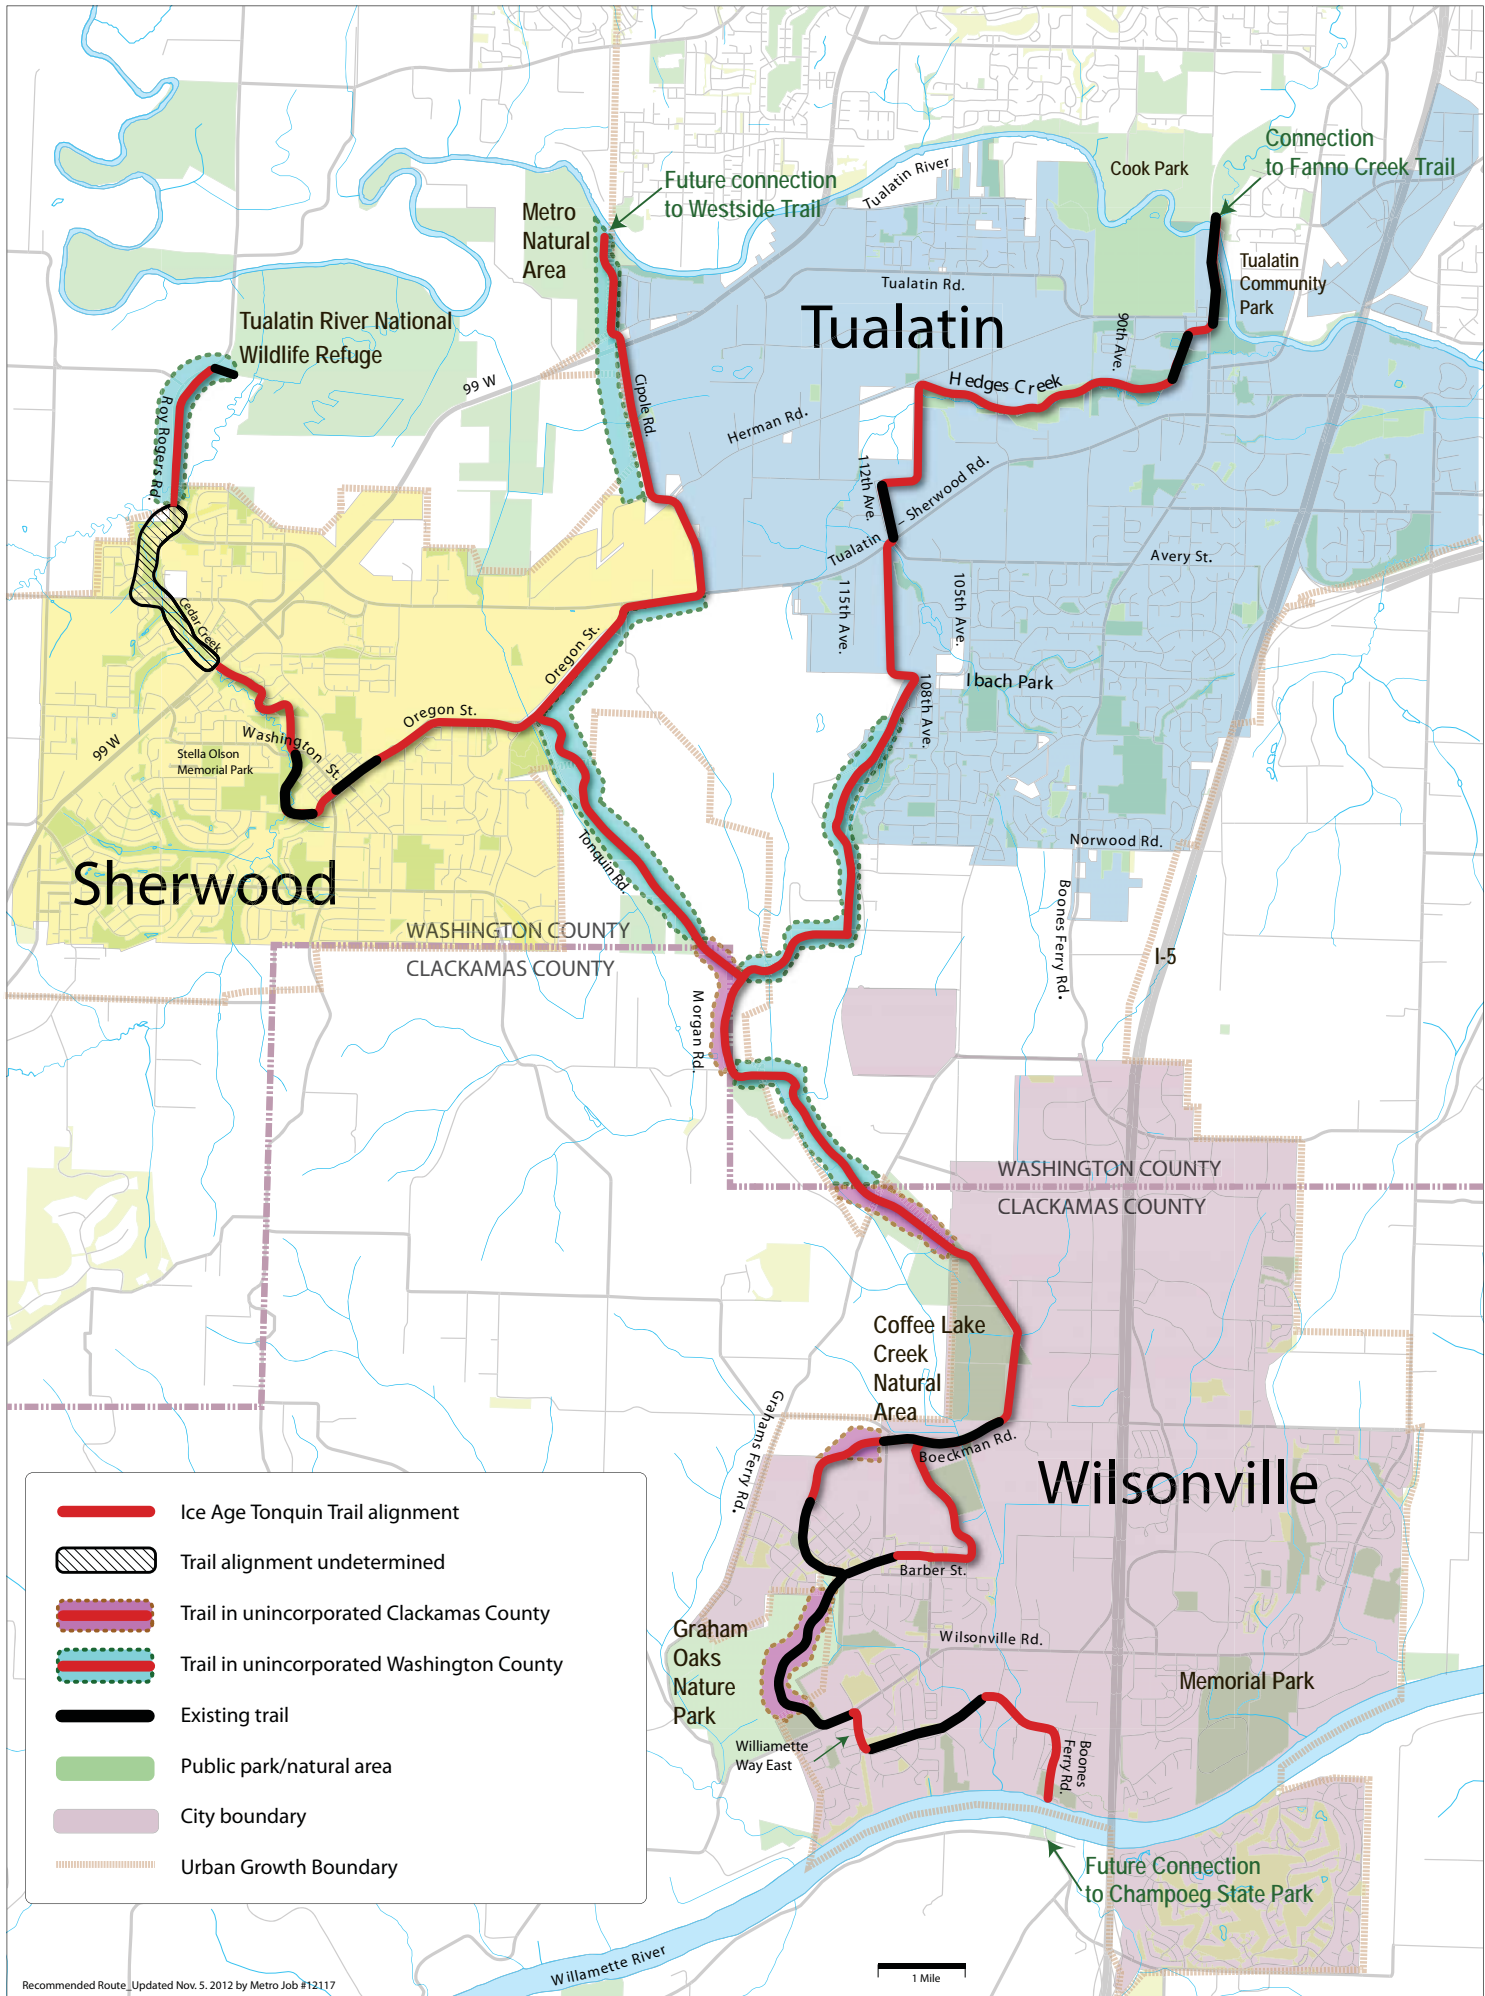 Connection
to Fanno Creek Trail
Cook Park
Tualatin River
Future connection
to Westside Trail
Metro
Natural
Area
Tualatin
Community
Park
Tualatin Rd.
Tualatin
Tualatin River National
Wildlife Refuge
90th Ave.
99 W
Cipole Rd.
Hedges Creek
Roy Rogers Rd.
Herman Rd.
112th Ave.
Tualatin – Sherwood Rd.
Avery St.
115th Ave.
105th Ave.
Cedar Creek
Oregon St.
Ibach Park
108th Ave.
Oregon St.
99 W
Washington St.
Stella Olson
Memorial Park
Tonquin Rd.
Norwood Rd.
Sherwood
Boones Ferry Rd.
WASHINGTON COUNTY
CLACKAMAS COUNTY
I-5
Morgan Rd.
WASHINGTON COUNTY
CLACKAMAS COUNTY
Coffee Lake
Creek
Natural
Area
Grahams Ferry Rd.
Boeckman Rd.
Wilsonville
Barber St.
Graham
Oaks
Nature
Park
Wilsonville Rd.
Memorial Park
Williamette
Way East
Boones
Ferry Rd.
Future Connection
to Champoeg State Park
Willamette River
1 Mile
Ice Age Tonquin Trail alignment
Trail alignment undetermined
Trail in unincorporated Clackamas County
Trail in unincorporated Washington County
Existing trail
Public park/natural area
City boundary
Urban Growth Boundary
Recommended Route_Updated Nov. 5. 2012 by Metro Job #12117